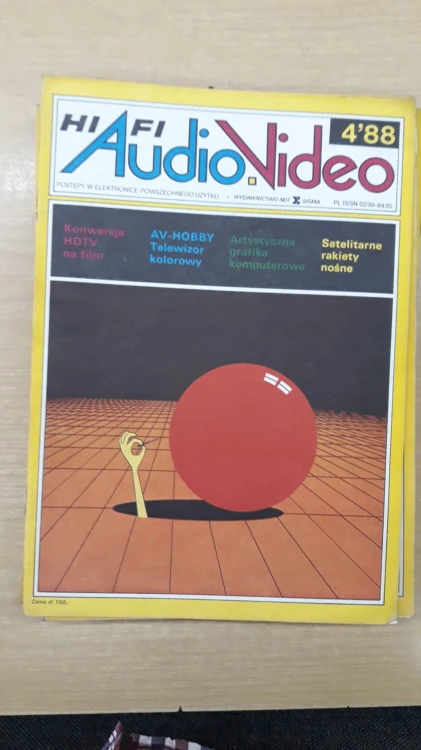 HI FI
4'88
Audio.Video
POSTĘPY W ELEKTRONICE POWSZECHNEGO UŻYTKU • WYDAWNICTWO NOT SIGMA PL ISSN 0239-8435
Konwersja
HDTV
na film
AV-HOBBY
Telewizor
kolorowy
Artystyczna
grafika
komputerowa
Satelitarne
rakiety
nośne
Cena zł 150,-